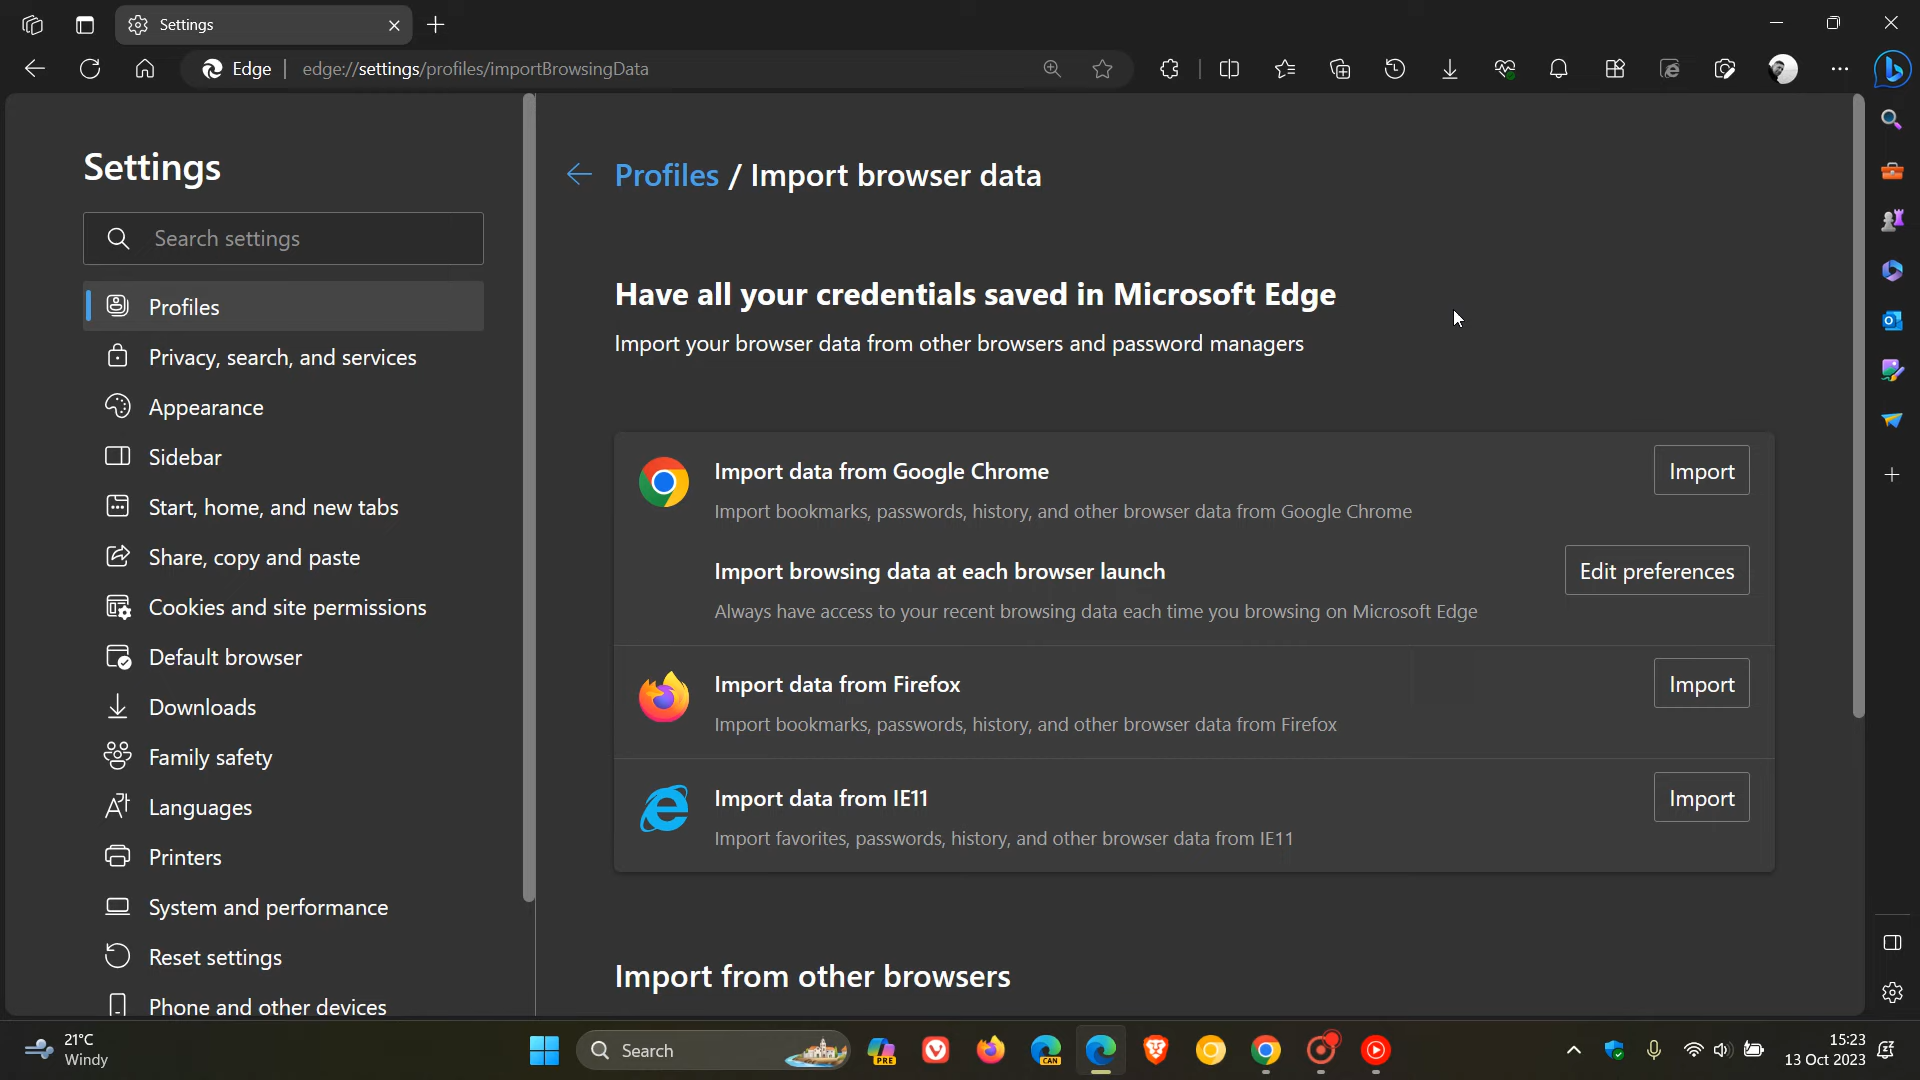 Settings
Edge
edge://settings/profiles/importBrowsingData
Settings
Search settings
Profiles
Privacy, search, and services
Appearance
Sidebar
Start, home, and new tabs
Share, copy and paste
Cookies and site permissions
Default browser
Downloads
Family safety
Languages
Printers
System and performance
Reset settings
Phone and other devices
Profiles / Import browser data
Have all your credentials saved in Microsoft Edge
Import your browser data from other browsers and password managers
Import data from Google Chrome
Import
Import bookmarks, passwords, history, and other browser data from Google Chrome
Import browsing data at each browser launch
Edit preferences
Always have access to your recent browsing data each time you browsing on Microsoft Edge
Import data from Firefox
Import
Import bookmarks, passwords, history, and other browser data from Firefox
Import data from IE11
Import
Import favorites, passwords, history, and other browser data from IE11
Import from other browsers
21°C
Windy
Search
PRE
CAN
15:23
13 Oct 2023